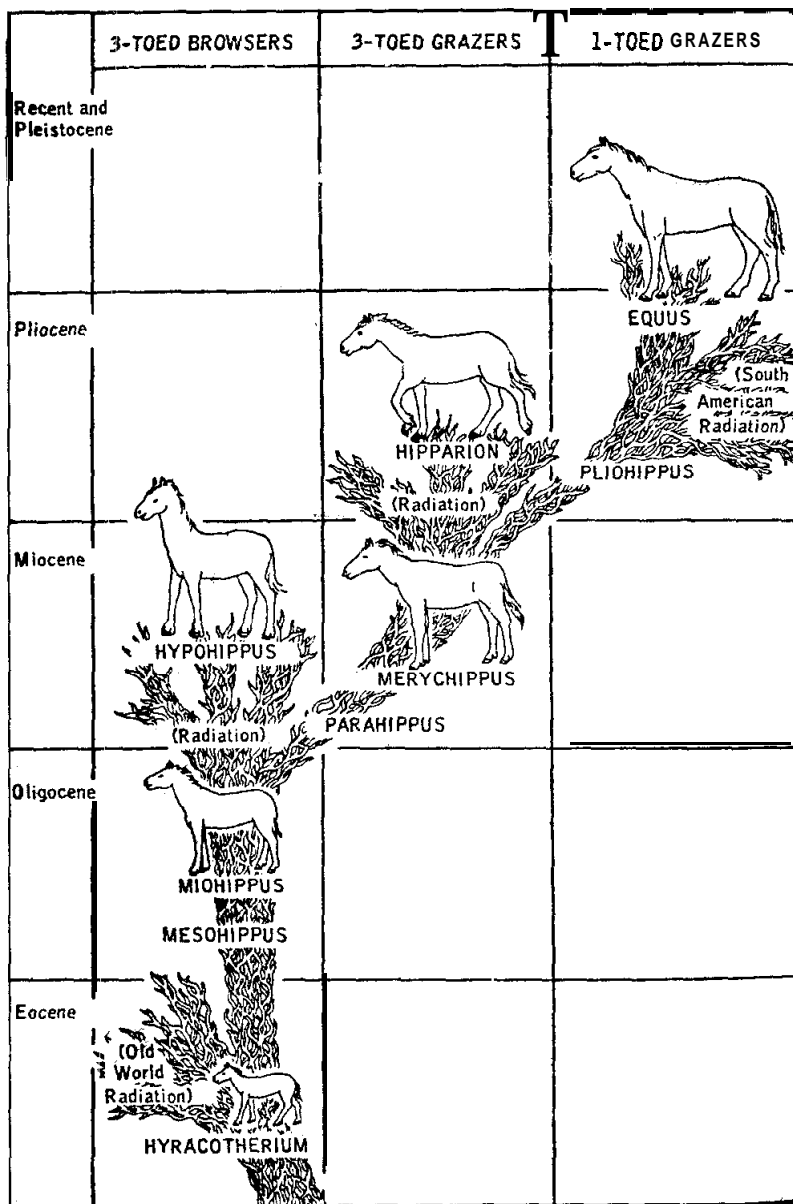 3-TOED BROWSERS
3-TOED GRAZERS
T
1-TOED GRAZERS
Recent and
Pleistocene
EQUUS
Pliocene
(South
American
Radiation)
HIPPARION
PLIOHIPPUS
(Radiation)
Miocene
HYPOHIPPUS
MERYCHIPPUS
PARAHIPPUS
(Radiation)
Oligocene
MIOHIPPUS
MESOHIPPUS
Eocene
(Old
World
Radiation)
HYRACOTHERIUM